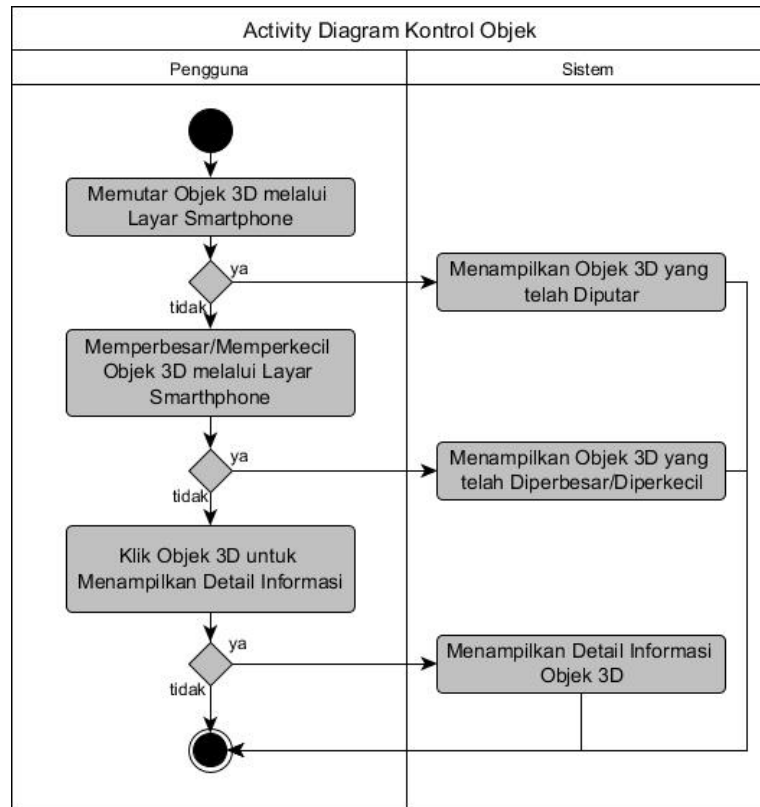 Activity Diagram Kontrol Objek
Pengguna
Sistem
Memutar Objek 3D melalui
Layar Smartphone
ya
Menampilkan Objek 3D yang
telah Diputar
tidak
Memperbesar/Memperkecil
Objek 3D melalui Layar
Smarthphone
ya
Menampilkan Objek 3D yang
telah Diperbesar/Diperkecil
tidak
Klik Objek 3D untuk
Menampilkan Detail Informasi
ya
Menampilkan Detail Informasi
Objek 3D
tidak